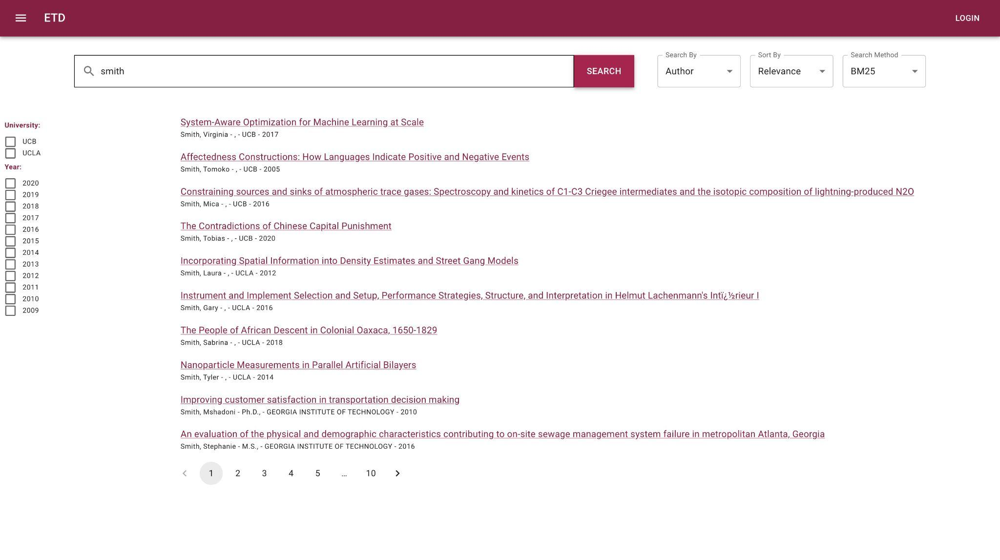 ETD
LOGIN
smith
SEARCH
Search By
Author
Sort By
Relevance
Search Method
BM25
University:
UCB
UCLA
Year:
2020
2019
2018
2017
2016
2015
2014
2013
2012
2011
2010
2009
System-Aware Optimization for Machine Learning at Scale
Smith, Virginia - , - UCB - 2017
Affectedness Constructions: How Languages Indicate Positive and Negative Events
Smith, Tomoko - , - UCB - 2005
Constraining sources and sinks of atmospheric trace gases: Spectroscopy and kinetics of C1-C3 Criegee intermediates and the isotopic composition of lightning-produced N2O
Smith, Mica - , - UCB - 2016
The Contradictions of Chinese Capital Punishment
Smith, Tobias - , - UCB - 2020
Incorporating Spatial Information into Density Estimates and Street Gang Models
Smith, Laura - , - UCLA - 2012
Instrument and Implement Selection and Setup, Performance Strategies, Structure, and Interpretation in Helmut Lachenmann's Intï¿½rieur I
Smith, Gary - , - UCLA - 2016
The People of African Descent in Colonial Oaxaca, 1650-1829
Smith, Sabrina - , - UCLA - 2018
Nanoparticle Measurements in Parallel Artificial Bilayers
Smith, Tyler - , - UCLA - 2014
Improving customer satisfaction in transportation decision making
Smith, Mshadoni - Ph.D., - GEORGIA INSTITUTE OF TECHNOLOGY - 2010
An evaluation of the physical and demographic characteristics contributing to on-site sewage management system failure in metropolitan Atlanta, Georgia
Smith, Stephanie - M.S., - GEORGIA INSTITUTE OF TECHNOLOGY - 2016
1 2 3 4 5 ... 10